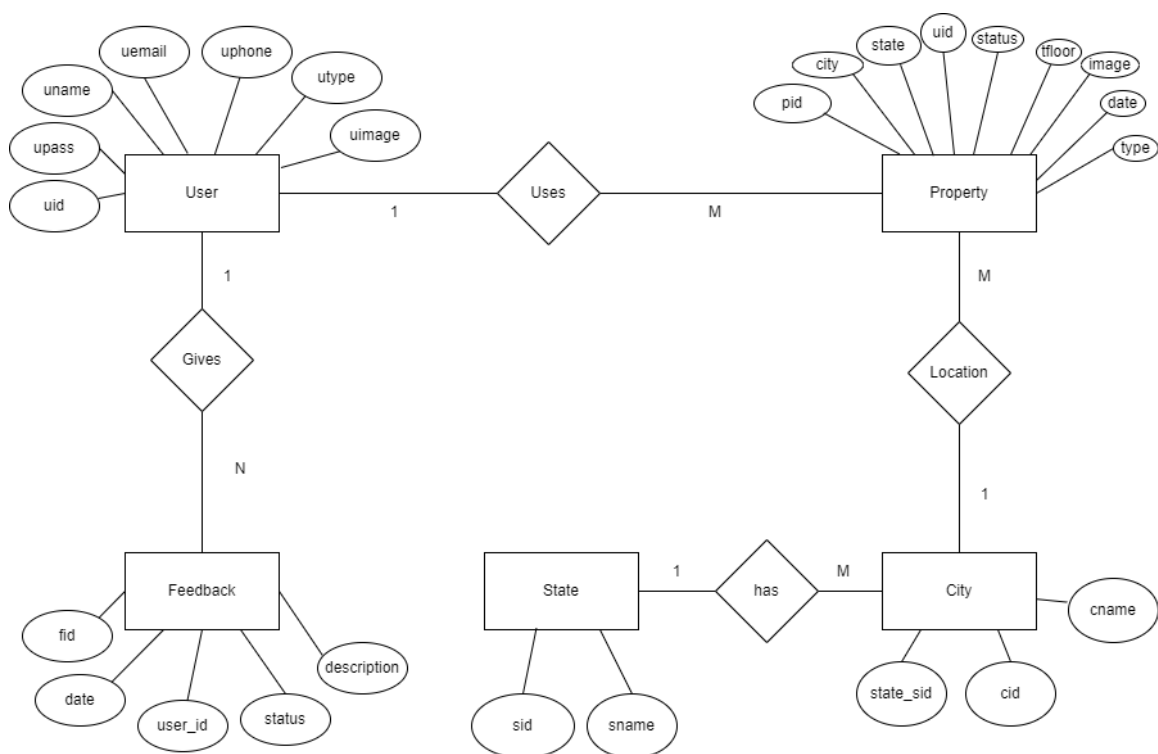 uemail
uphone
uname
utype
upass
uimage
uid
User
1
Uses
M
pid
city
state
uid
status
tfloor
image
date
type
Property
1
Gives
N
M
Location
1
Feedback
fid
date
user_id
status
description
State
1
has
M
City
sid
sname
state_sid
cid
cname